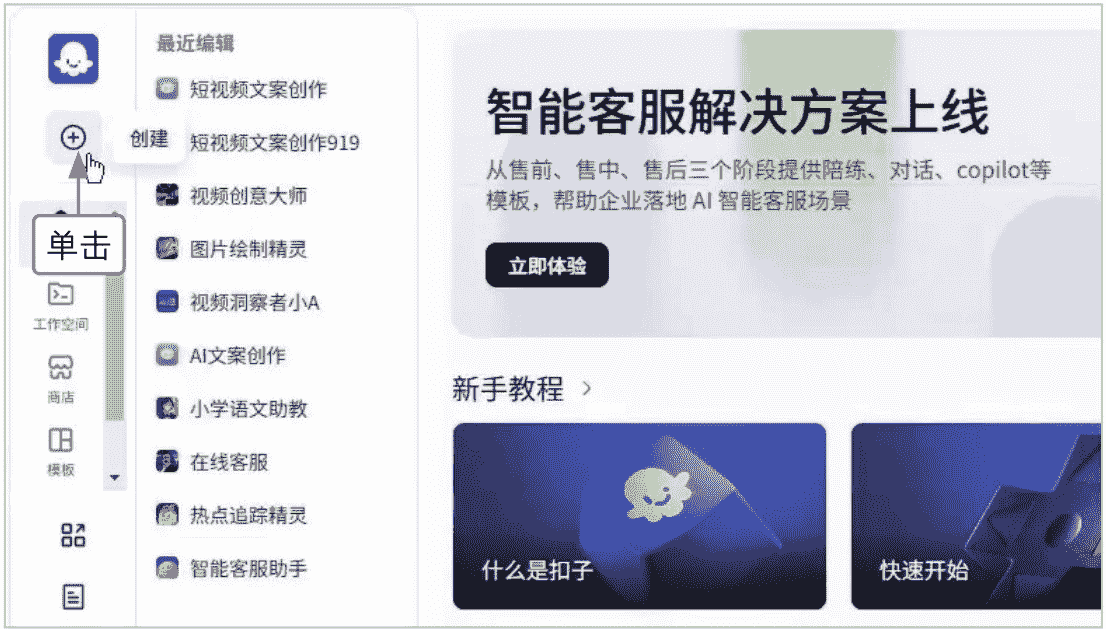 创建
单击
工作空间
商店
模板
最近编辑
短视频文案创作
短视频文案创作919
视频创意大师
图片绘制精灵
视频洞察者小A
AI文案创作
小学语文助教
在线客服
热点追踪精灵
智能客服助手
智能客服解决方案上线
从售前、售中、售后三个阶段提供陪练、对话、copilot等
模板，帮助企业落地 AI 智能客服场景
立即体验
新手教程
什么是扣子
快速开始